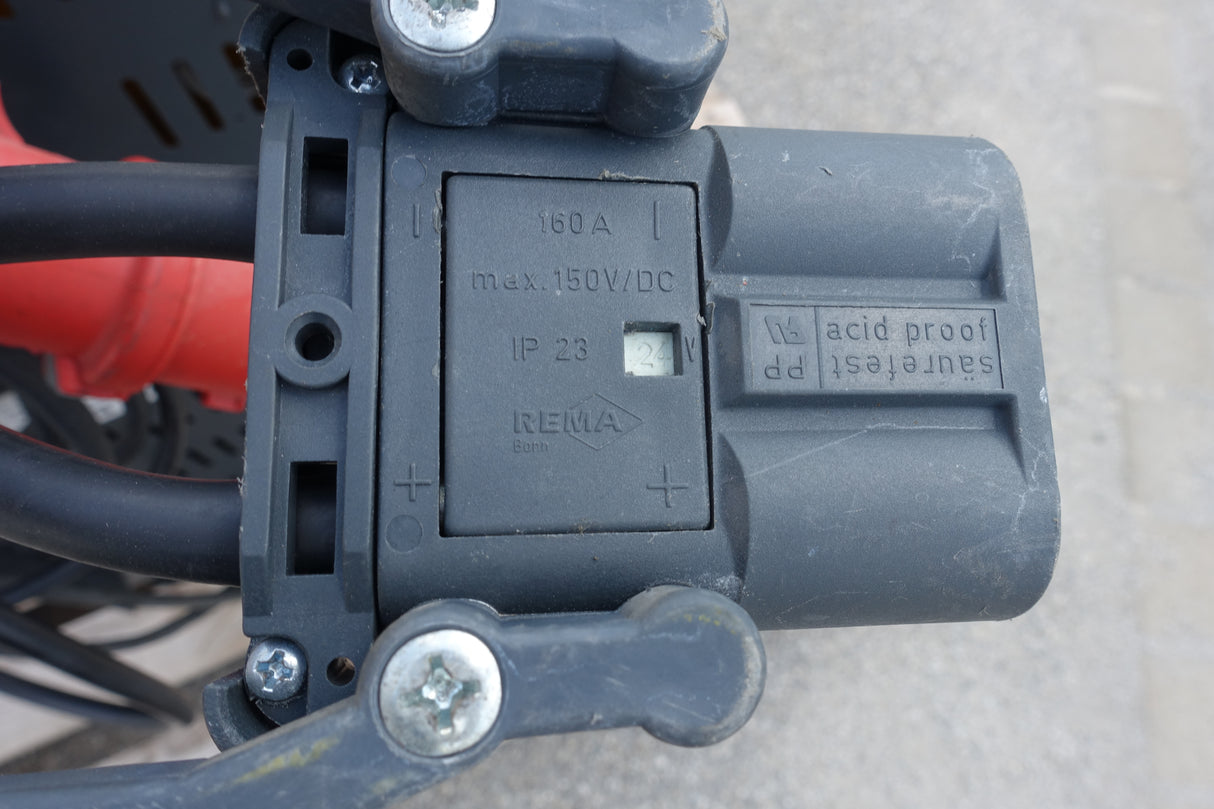 160 A
max. 150V/DC
IP 23
24 V
REMA
Bonn
acid proof
säurefest
PP